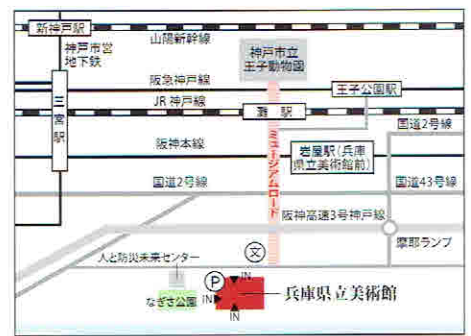 新神戸駅
山陽新幹線
神戸市営
地下鉄
神戸市立
王子動物園
阪急神戸線
王子公園駅
三宮駅
JR 神戸線
灘 駅
国道2号線
ミュージアムロード
阪神本線
岩屋駅(兵庫
県立美術館前)
国道2号線
国道43号線
阪神高速3号神戸線
摩耶ランプ
人と防災未来センター
文
P
IN
IN
IN
なぎさ公園
兵庫県立美術館